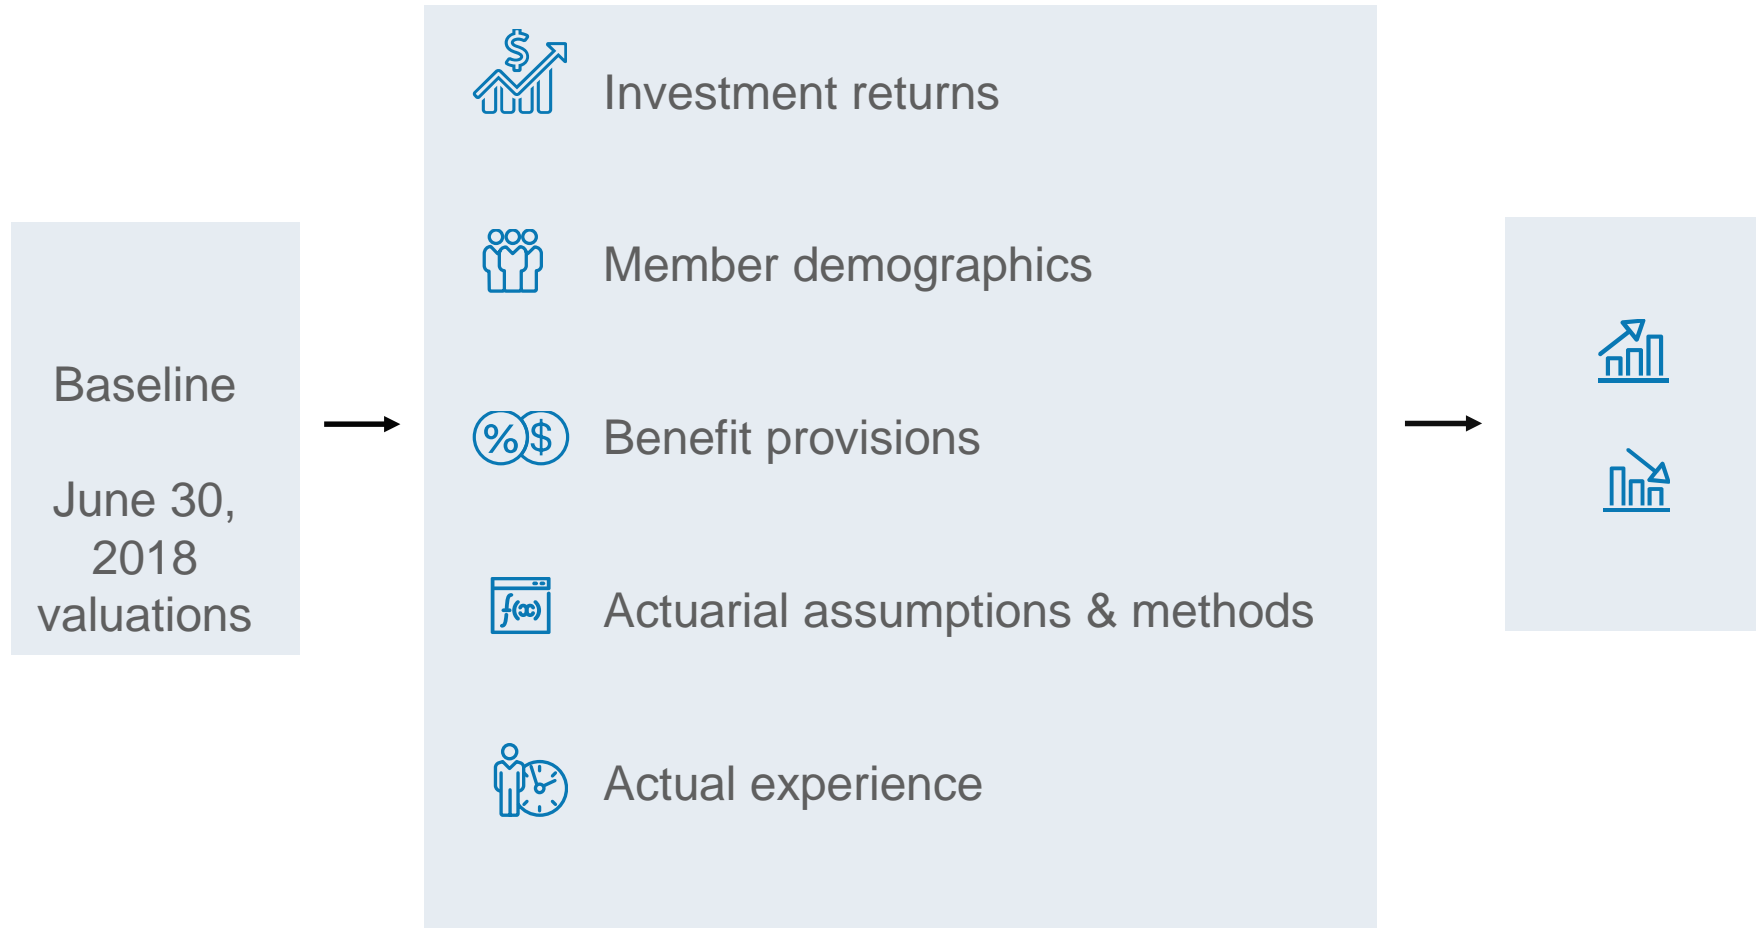 $
Investment returns
Member demographics
Baseline
June 30,
2018
valuations
% $
Benefit provisions
f(x)
Actuarial assumptions & methods
Actual experience